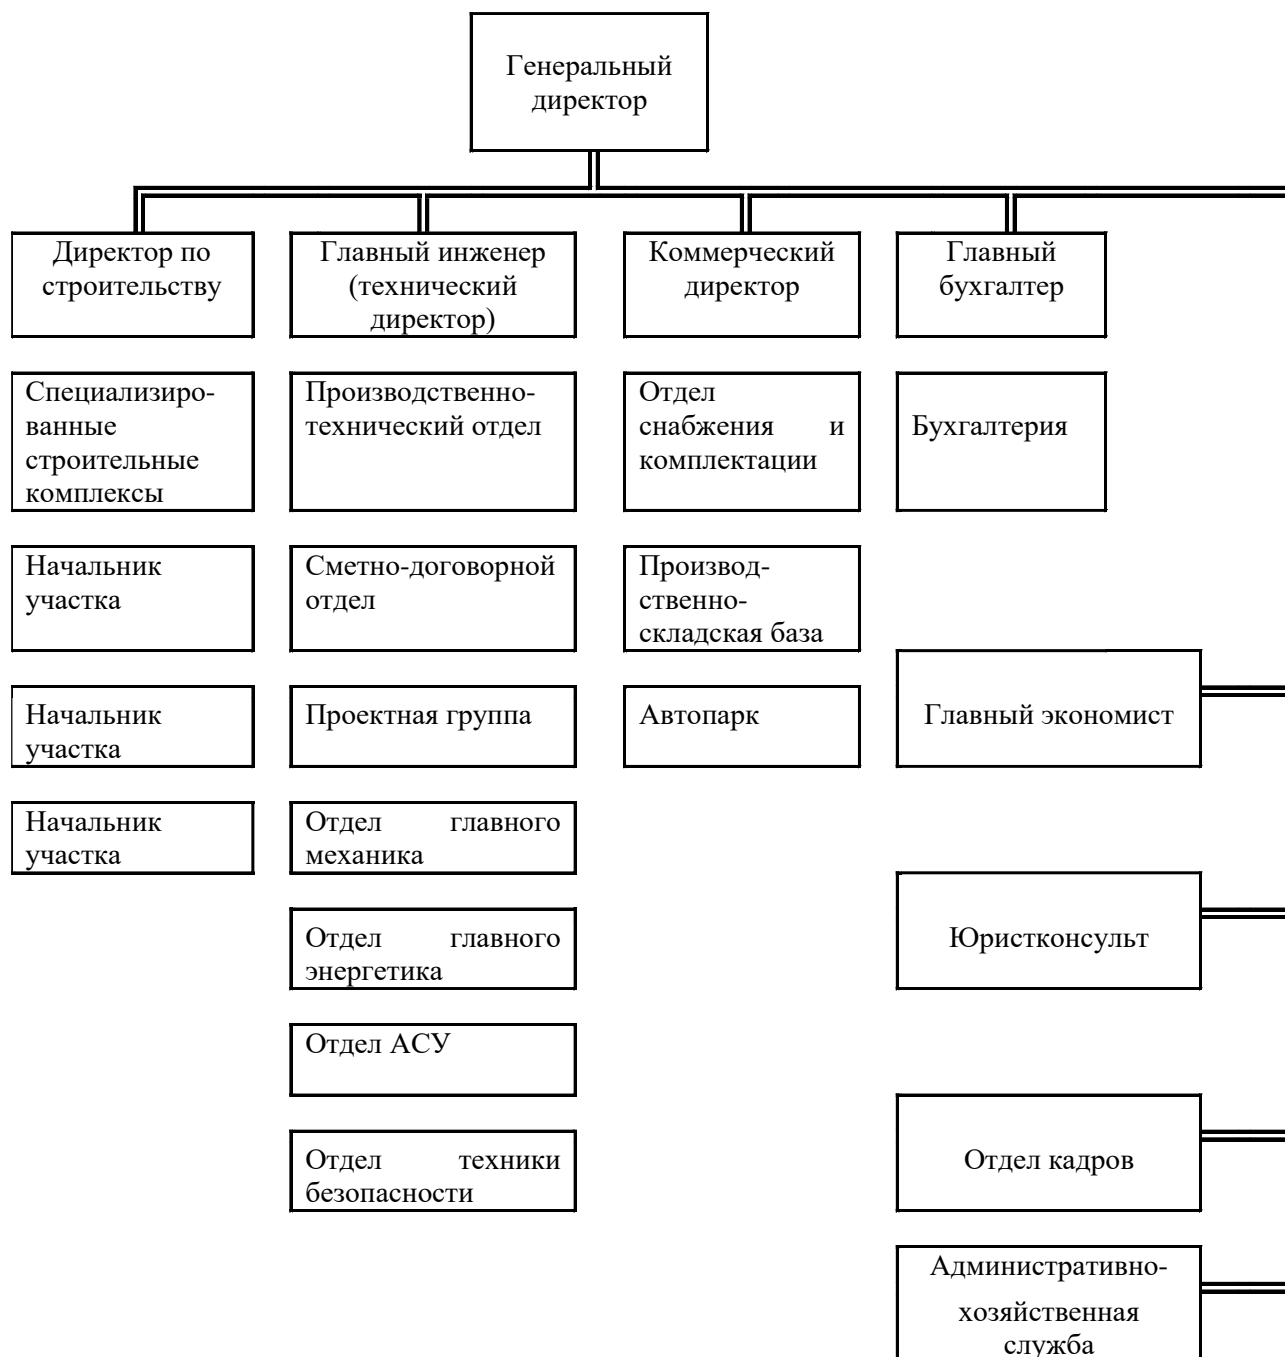 Генеральный
директор
Директор по
строительству
Главный инженер
(технический
директор)
Коммерческий
директор
Главный
бухгалтер
Специализиро-
ванные
строительные
комплексы
Производственно-
технический отдел
Отдел
снабжения и
комплектации
Бухгалтерия
Начальник
участка
Сметно-договорной
отдел
Производ-
ственно-
складская база
Начальник
участка
Проектная группа
Автопарк
Главный экономист
Начальник
участка
Отдел главного
механика
Отдел главного
энергетика
Юристконсульт
Отдел АСУ
Отдел техники
безопасности
Отдел кадров
Административно-
хозяйственная
служба